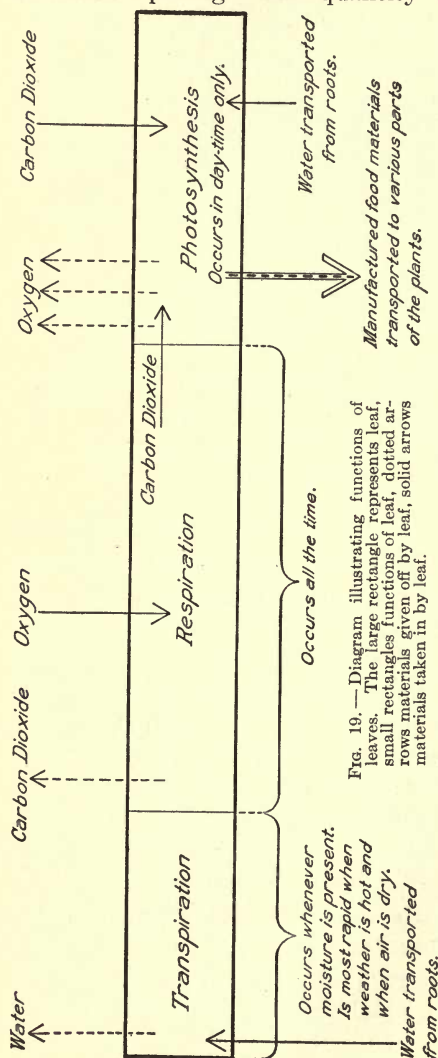 Water
Carbon Dioxide
Oxygen
Oxygen
Carbon Dioxide
Transpiration
Respiration
Carbon Dioxide
Photosynthesis
Occurs in day-time only.
Occurs whenever
moisture is present.
Is most rapid when
weather is hot and
when air is dry.
Water transported
from roots.
Occurs all the time.
Water transported
from roots.
Manufactured food materials
transported to various parts
of the plants.
FIG. 19.—Diagram illustrating functions of
leaves. The large rectangle represents leaf,
small rectangles functions of leaf, dotted ar-
rows materials given off by leaf, solid arrows
materials taken in by leaf.